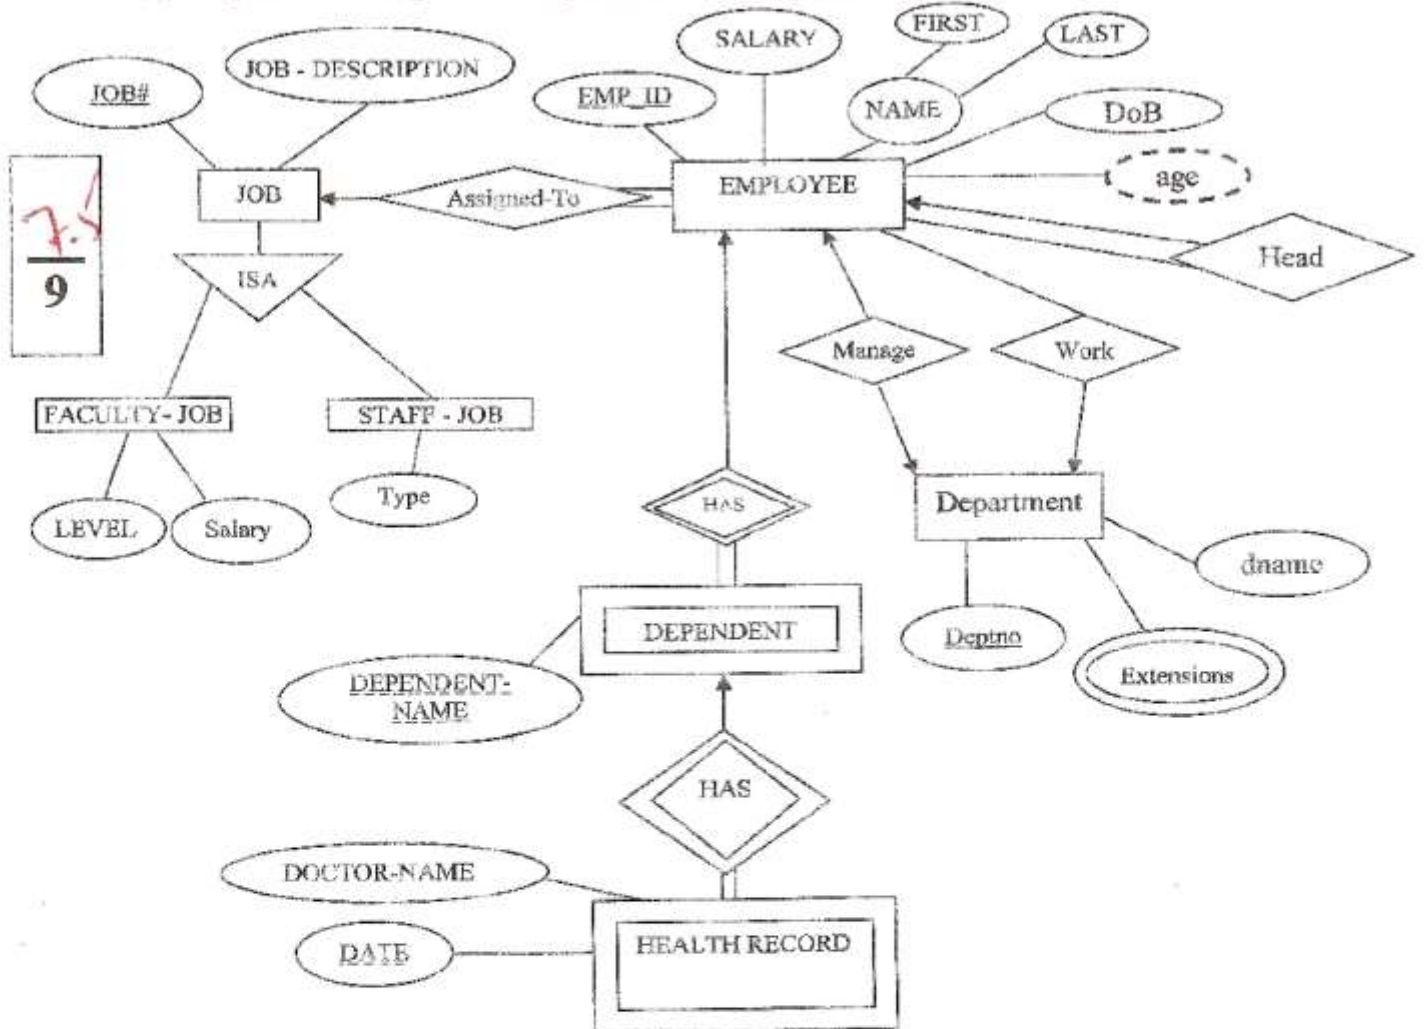 SALARY
FIRST
LAST
JOB#
JOB - DESCRIPTION
EMP_ID
NAME
DoB
age
JOB
Assigned-To
EMPLOYEE
Head
7.5
9
ISA
Manage
Work
FACULTY-JOB
STAFF - JOB
LEVEL
Salary
Type
HAS
Department
dname
Deptno
Extensions
DEPENDENT
DEPENDENT-
NAME
HAS
DOCTOR-NAME
DATE
HEALTH RECORD